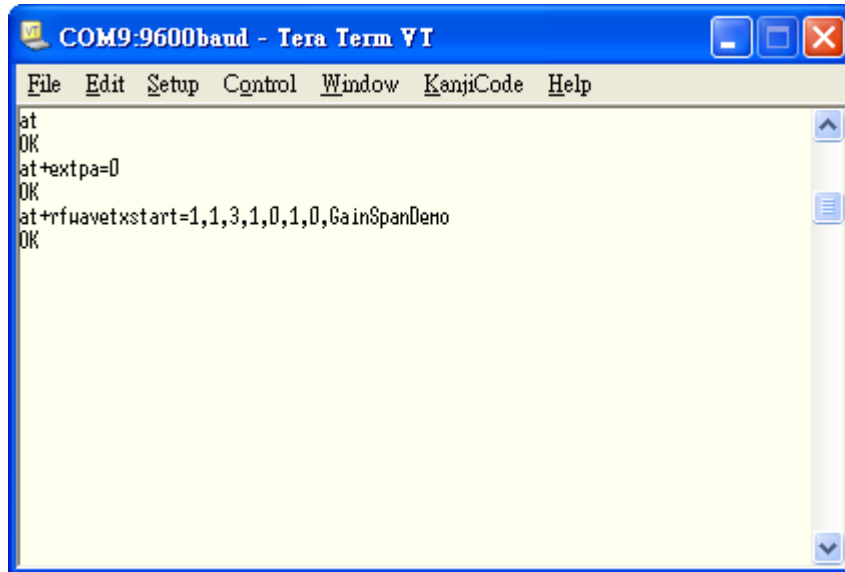 COM9:9600baud - Tera Term VT
File Edit Setup Control Window KanjiCode Help
at
OK
at+extpa=0
OK
at+rfwavetxstart=1,1,3,1,0,1,0,GainSpanDemo
OK